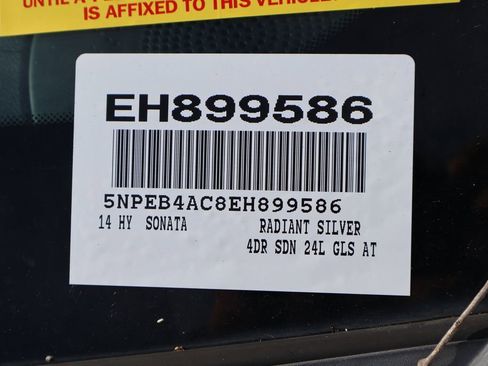 IS AFFIXED TO THIS VEHICLE
EH899586
5NPEB4AC8EH899586
14 HY SONATA RADIANT SILVER
4DR SDN 24L GLS AT